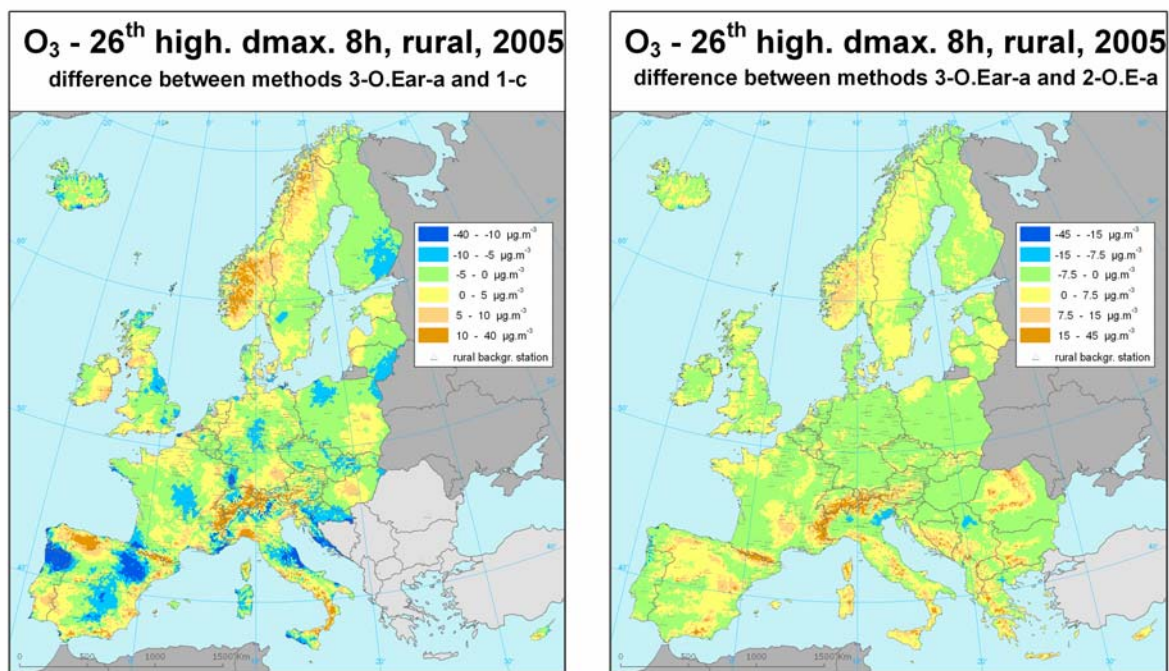 O₃ - 26ᵗʰ high. dmax. 8h, rural, 2005
difference between methods 3-O.Ear-a and 1-c
-40 - -10 µg.m⁻³
-10 - -5 µg.m⁻³
-5 - 0 µg.m⁻³
0 - 5 µg.m⁻³
5 - 10 µg.m⁻³
10 - 40 µg.m⁻³
rural backgr. station
0 500 1000 1500 Km
O₃ - 26ᵗʰ high. dmax. 8h, rural, 2005
difference between methods 3-O.Ear-a and 2-O.E-a
-45 - -15 µg.m⁻³
-15 - -7.5 µg.m⁻³
-7.5 - 0 µg.m⁻³
0 - 7.5 µg.m⁻³
7.5 - 15 µg.m⁻³
15 - 45 µg.m⁻³
rural backgr. station
0 500 1000 1500 Km